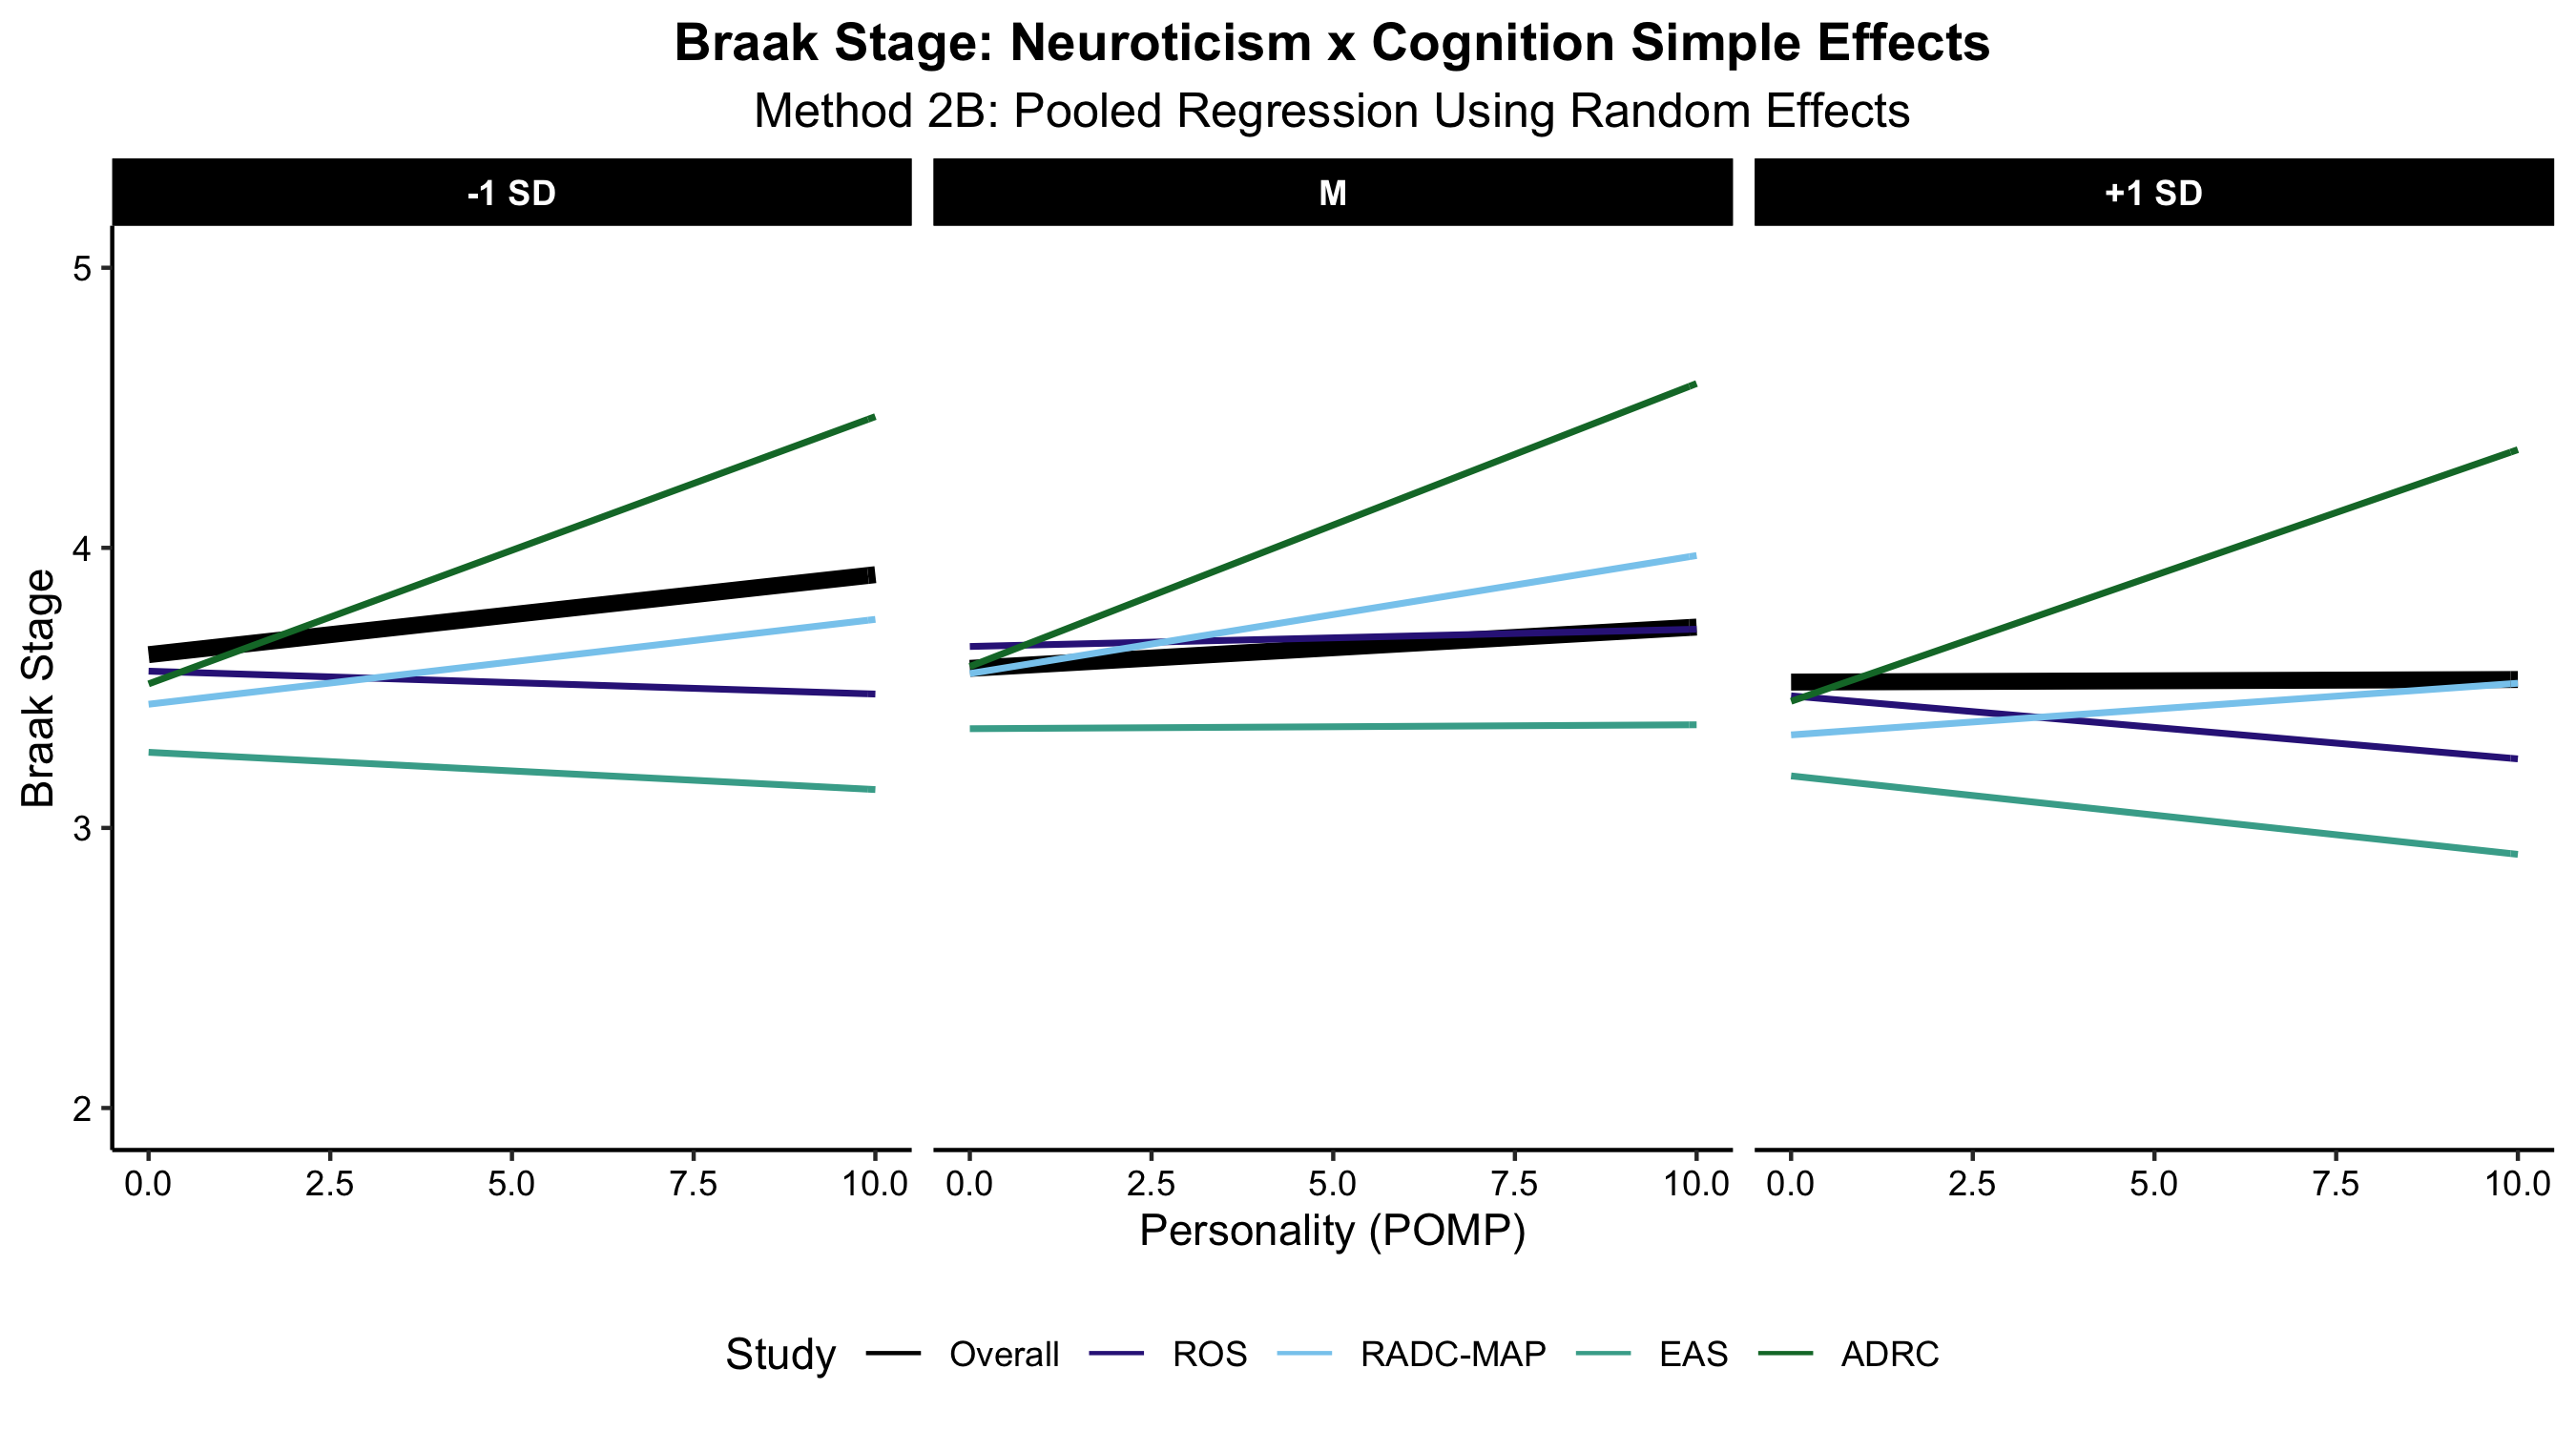 Braak Stage: Neuroticism x Cognition Simple Effects
Method 2B: Pooled Regression Using Random Effects
-1 SD M +1 SD
Braak Stage
5
4
3
2
0.0 2.5 5.0 7.5 10.0 0.0 2.5 5.0 7.5 10.0 0.0 2.5 5.0 7.5 10.0
Personality (POMP)
Study Overall ROS RADC-MAP EAS ADRC